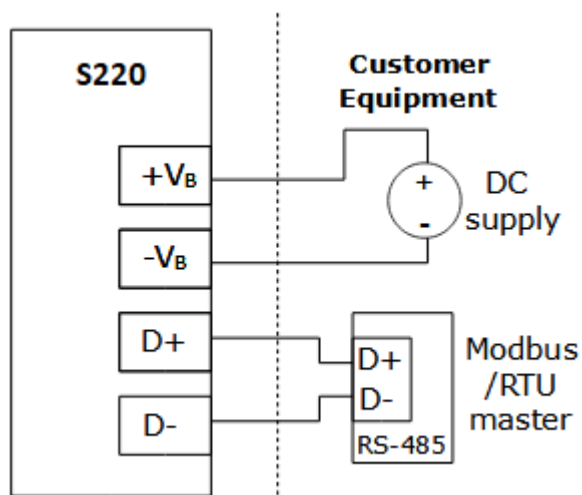 S220
Customer
Equipment
+VB
-VB
D+
D-
+
-
DC
supply
D+
D-
RS-485
Modbus
/RTU
master